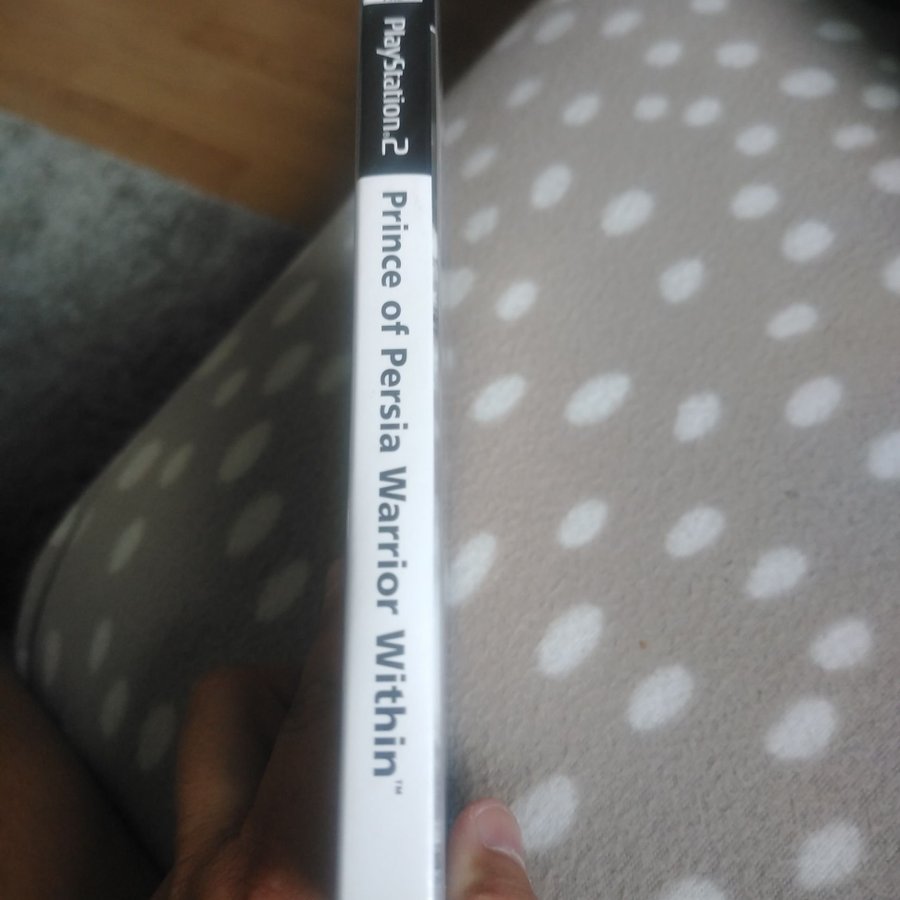 PlayStation.2
Prince of Persia Warrior Within™